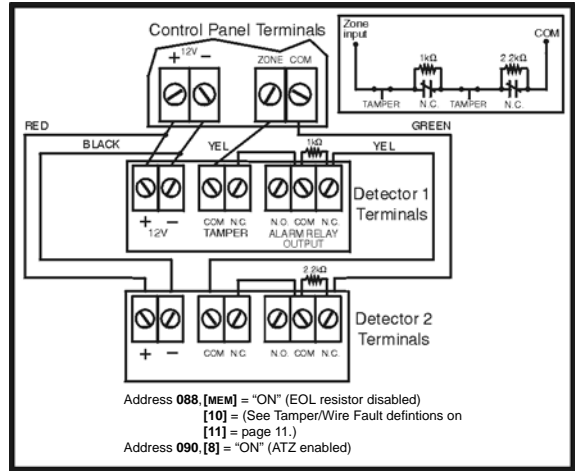 Control Panel Terminals
+ 12V −
ZONE COM
Zone input
COM
1kΩ
2.2kΩ
TAMPER N.C. TAMPER N.C.
RED
GREEN
BLACK
YEL
1kΩ
YEL
Detector 1 Terminals
+ −
12V
COM N.C.
TAMPER
N.O. COM N.C.
ALARM RELAY OUTPUT
2.2kΩ
Detector 2 Terminals
+ −
COM N.C.
N.O. COM N.C.
Address 088, [MEM] = “ON” (EOL resistor disabled)
[10] = (See Tamper/Wire Fault defintions on
[11] = page 11.)
Address 090, [8] = “ON” (ATZ enabled)